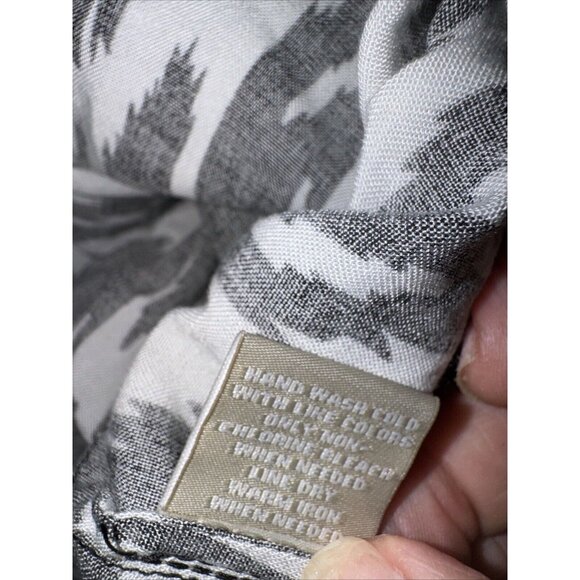 HAND WASH COLD
WITH LIKE COLORS
ONLY NON-
CHLORINE BLEACH
WHEN NEEDED
LINE DRY
WARM IRON
WHEN NEEDED